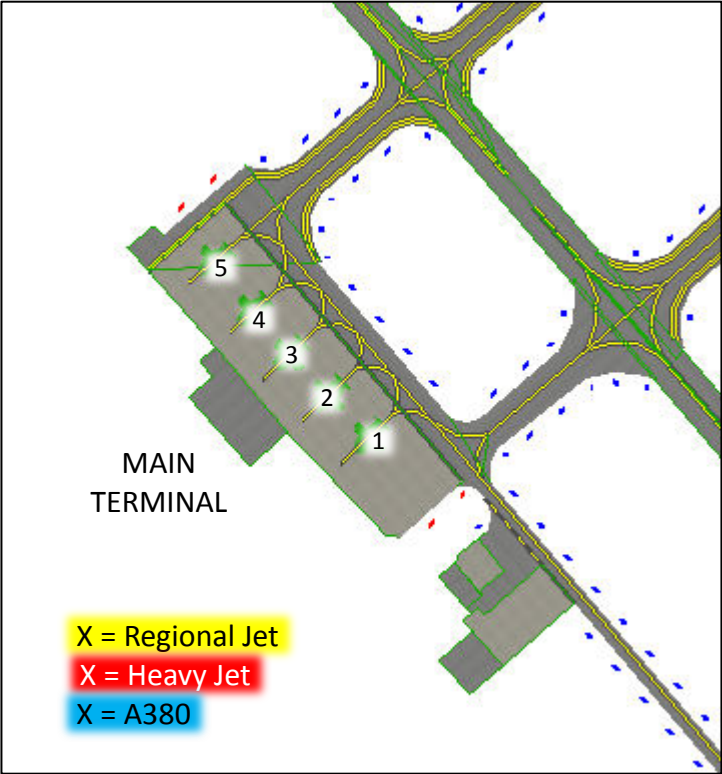 5
4
3
2
1
MAIN
TERMINAL
X = Regional Jet
X = Heavy Jet
X = A380